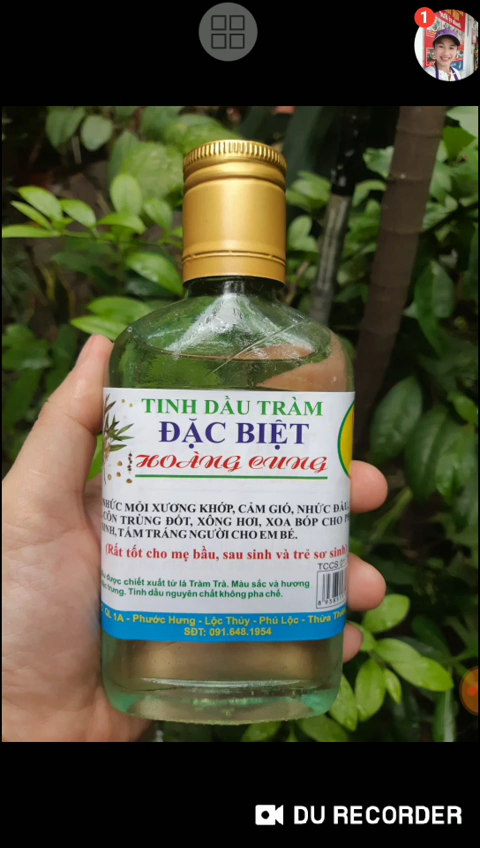 1
TINH DẦU TRÀM
ĐẶC BIỆT
HOÀNG CUNG
NHỨC MỎI XƯƠNG KHỚP, CẢM GIÓ, NHỨC ĐẦU
CÔN TRÙNG ĐỐT, XÔNG HƠI, XOA BÓP CHO
TẮM TRÁNG NGƯỜI CHO EM BÉ.
(Rất tốt cho mẹ bầu, sau sinh và trẻ sơ sinh)
TCCS
được chiết xuất từ lá Tràm Trà. Màu sắc và hương
Tinh dầu nguyên chất không pha chế.
QL 1A - Phước Hưng - Lộc Thủy - Phú Lộc - Thừa
SĐT: 091.648.1954
DU RECORDER